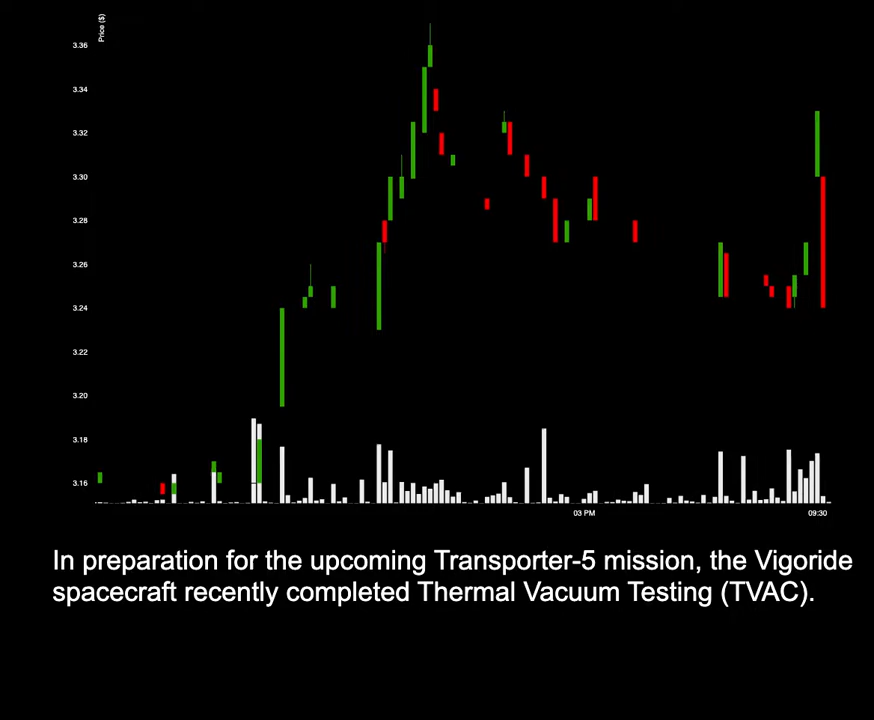 Price ($)
3.36
3.34
3.32
3.30
3.28
3.26
3.24
3.22
3.20
3.18
3.16
03 PM 09:30
In preparation for the upcoming Transporter-5 mission, the Vigoride
spacecraft recently completed Thermal Vacuum Testing (TVAC).